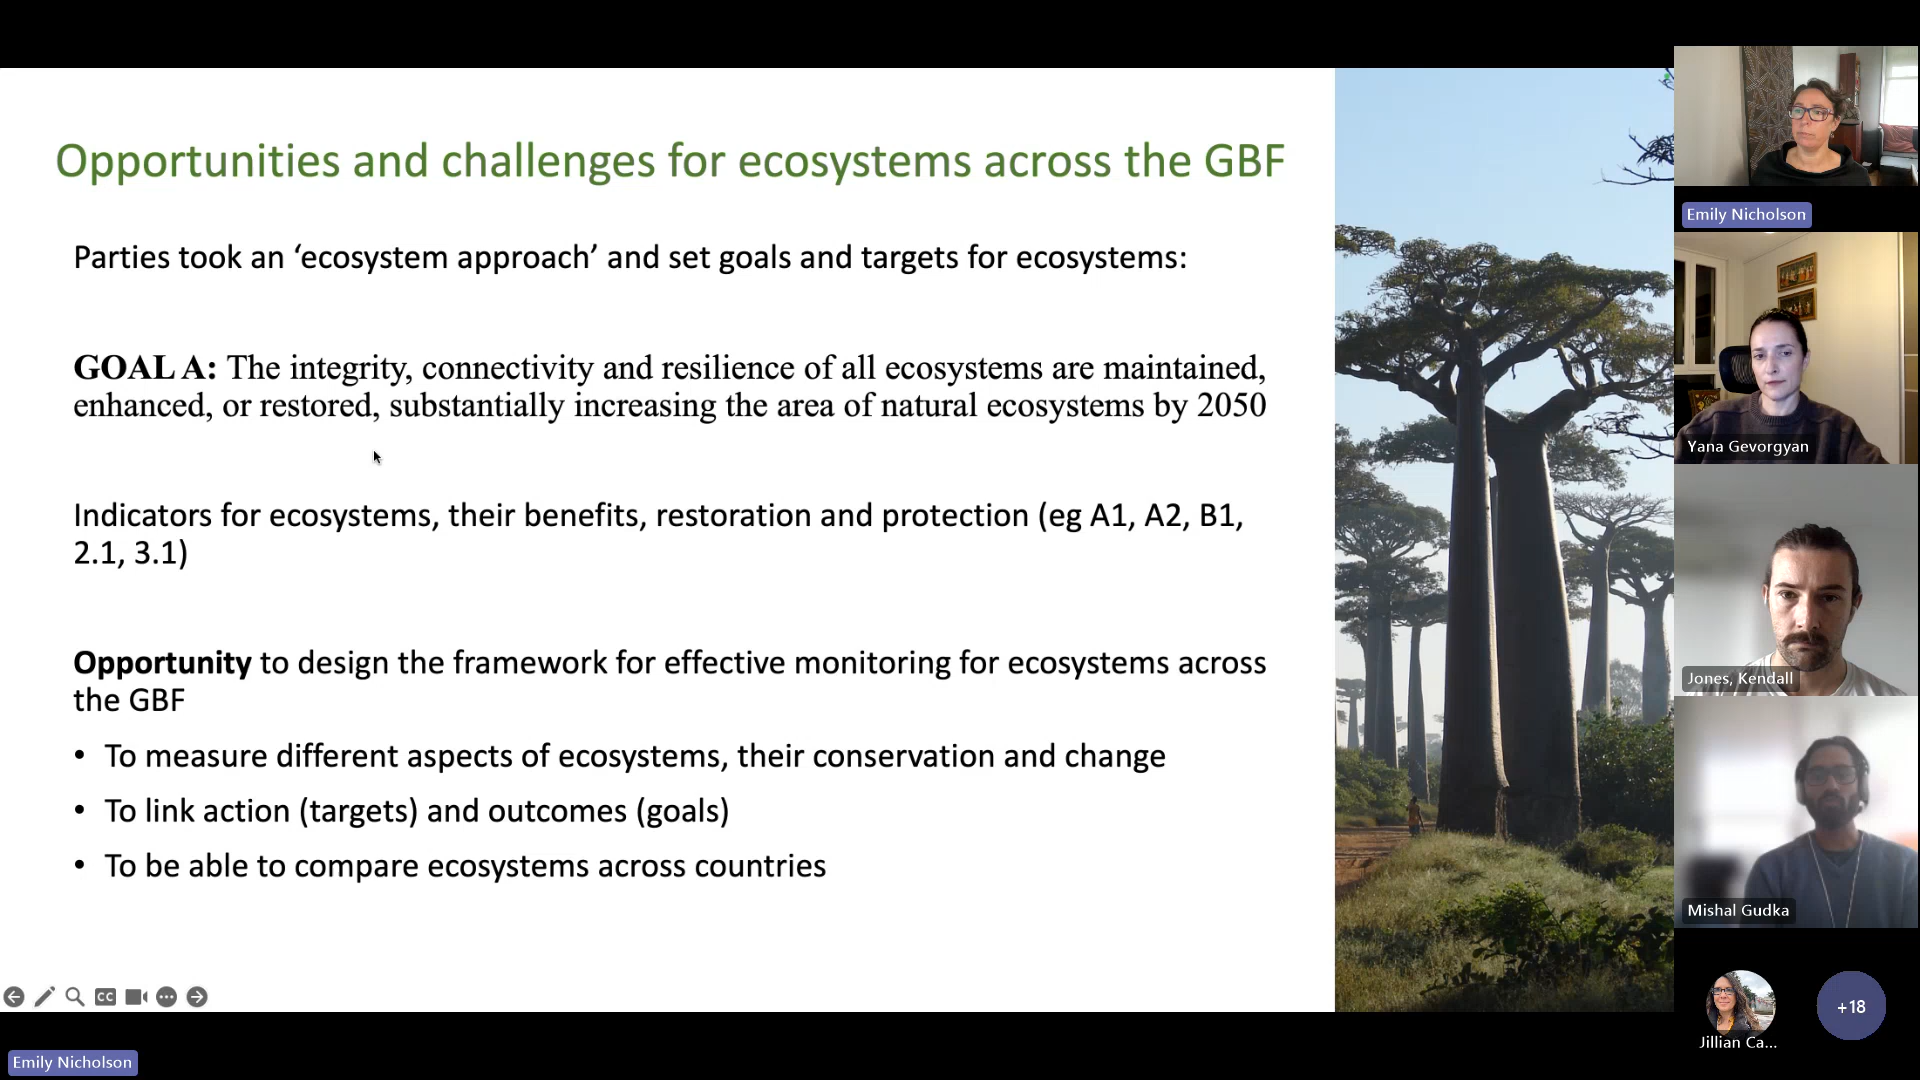 Opportunities and challenges for ecosystems across the GBF
Parties took an ‘ecosystem approach’ and set goals and targets for ecosystems:
GOAL A: The integrity, connectivity and resilience of all ecosystems are maintained,
enhanced, or restored, substantially increasing the area of natural ecosystems by 2050
Indicators for ecosystems, their benefits, restoration and protection (eg A1, A2, B1,
2.1, 3.1)
Opportunity to design the framework for effective monitoring for ecosystems across
the GBF
• To measure different aspects of ecosystems, their conservation and change
• To link action (targets) and outcomes (goals)
• To be able to compare ecosystems across countries
CC
Emily Nicholson
Emily Nicholson
Yana Gevorgyan
Jones, Kendall
Mishal Gudka
Jillian Ca...
+18